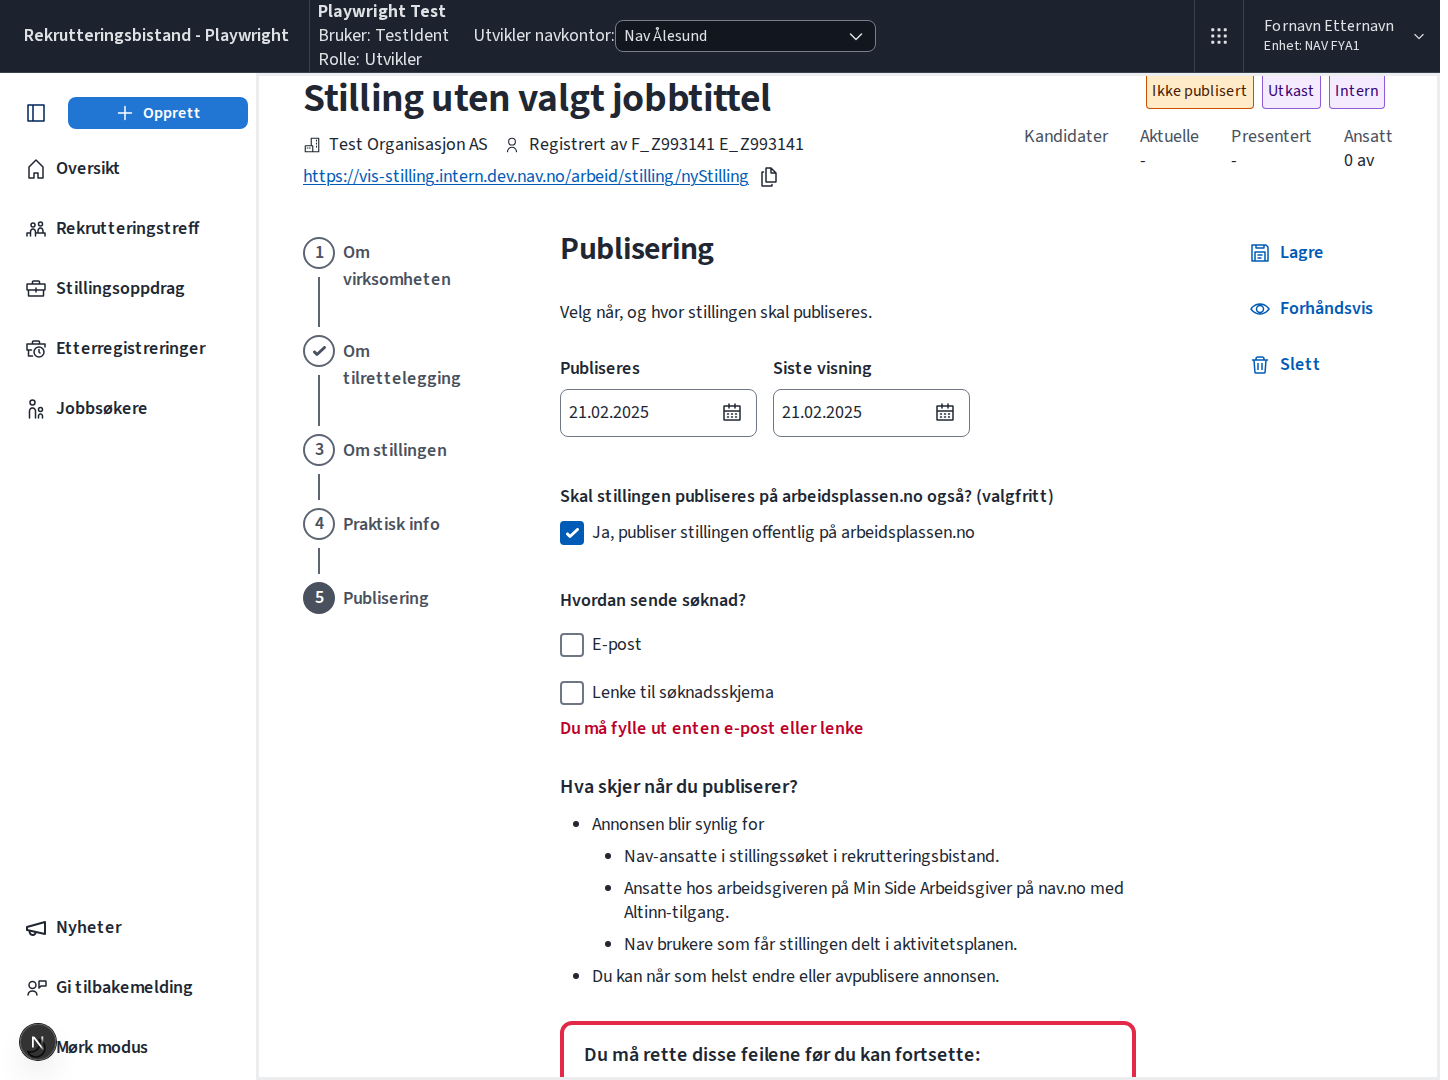 Rekrutteringsbistand - Playwright
Playwright Test
Bruker: TestIdent
Rolle: Utvikler
Utvikler navkontor:
Nav Ålesund
Fornavn Etternavn
Enhet: NAV FYA1
Opprett
Oversikt
Rekrutteringstreff
Stillingsoppdrag
Etterregistreringer
Jobbsøkere
Nyheter
Gi tilbakemelding
N
Mørk modus
Stilling uten valgt jobbtittel
Ikke publisert
Utkast
Intern
Test Organisasjon AS
Registrert av F_Z993141 E_Z993141
https://vis-stilling.intern.dev.nav.no/arbeid/stilling/nyStilling
Kandidater
Aktuelle
-
Presentert
-
Ansatt
0 av
1 Om
virksomheten
Om
tilrettelegging
3 Om stillingen
4 Praktisk info
5 Publisering
Publisering
Velg når, og hvor stillingen skal publiseres.
Publiseres
21.02.2025
Siste visning
21.02.2025
Skal stillingen publiseres på arbeidsplassen.no også? (valgfritt)
Ja, publiser stillingen offentlig på arbeidsplassen.no
Hvordan sende søknad?
E-post
Lenke til søknadsskjema
Du må fylle ut enten e-post eller lenke
Hva skjer når du publiserer?
• Annonsen blir synlig for
• Nav-ansatte i stillingssøket i rekrutteringsbistand.
• Ansatte hos arbeidsgiveren på Min Side Arbeidsgiver på nav.no med
Altinn-tilgang.
• Nav brukere som får stillingen delt i aktivitetsplanen.
• Du kan når som helst endre eller avpublisere annonsen.
Du må rette disse feilene før du kan fortsette:
Lagre
Forhåndsvis
Slett